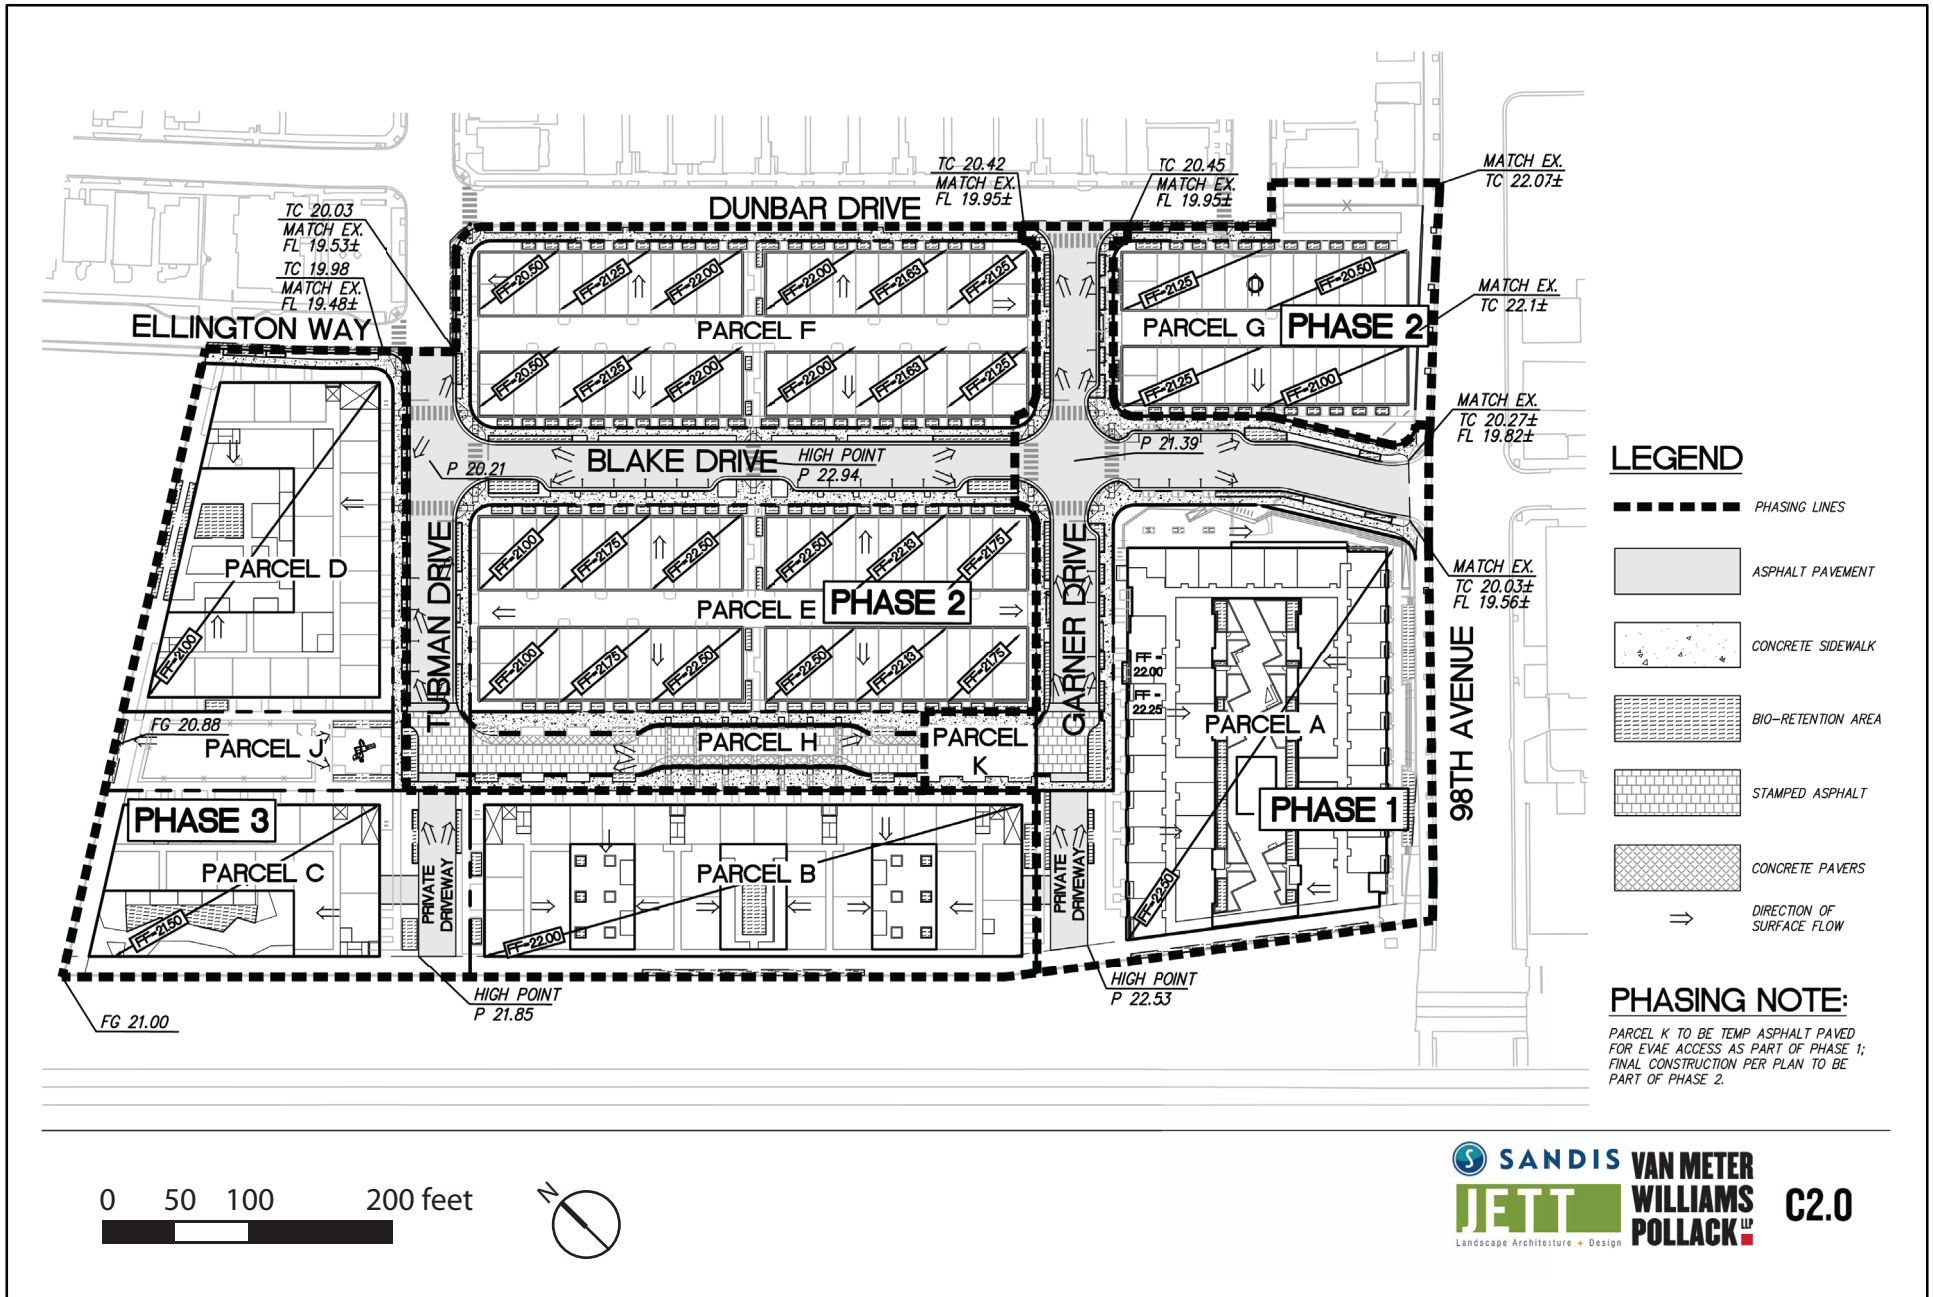 TC 20.42
MATCH EX.
FL 19.95±
TC 20.45
MATCH EX.
FL 19.95±
MATCH EX.
TC 22.07±
DUNBAR DRIVE
TC 20.03
MATCH EX.
FL 19.53±
TC 19.98
MATCH EX.
FL 19.48±
ELLINGTON WAY
MATCH EX.
TC 22.1±
FF=20.50
FF=21.25
FF=22.00
FF=22.00
FF=21.63
FF=21.25
PARCEL F
FF=20.50
FF=21.25
FF=22.00
FF=22.00
FF=21.63
FF=21.25
FF=21.25
FF=20.50
PARCEL G
PHASE 2
FF=21.25
FF=21.00
MATCH EX.
TC 20.27±
FL 19.82±
P 21.39
BLAKE DRIVE
HIGH POINT
P 22.94
P 20.21
TUBMAN DRIVE
GARNER DRIVE
98TH AVENUE
MATCH EX.
TC 20.03±
FL 19.56±
FF=21.00
FF=21.75
FF=22.50
FF=22.50
FF=22.13
FF=21.75
PARCEL E
PHASE 2
FF=21.00
FF=21.75
FF=22.50
FF=22.50
FF=22.13
FF=21.75
PARCEL D
FF=21.00
FG 20.88
PARCEL J
PARCEL H
PARCEL
K
FF =
22.00
FF =
22.25
PARCEL A
PHASE 1
FF=22.50
PHASE 3
PARCEL C
FF=21.50
PRIVATE
DRIVEWAY
PARCEL B
FF=22.00
PRIVATE
DRIVEWAY
HIGH POINT
P 21.85
HIGH POINT
P 22.53
FG 21.00
LEGEND
PHASING LINES
ASPHALT PAVEMENT
CONCRETE SIDEWALK
BIO-RETENTION AREA
STAMPED ASPHALT
CONCRETE PAVERS
DIRECTION OF
SURFACE FLOW
PHASING NOTE:
PARCEL K TO BE TEMP ASPHALT PAVED
FOR EVAE ACCESS AS PART OF PHASE 1;
FINAL CONSTRUCTION PER PLAN TO BE
PART OF PHASE 2.
0 50 100 200 feet
N
S SANDIS
JETT
Landscape Architecture + Design
VAN METER
WILLIAMS
POLLACK LLP
C2.0